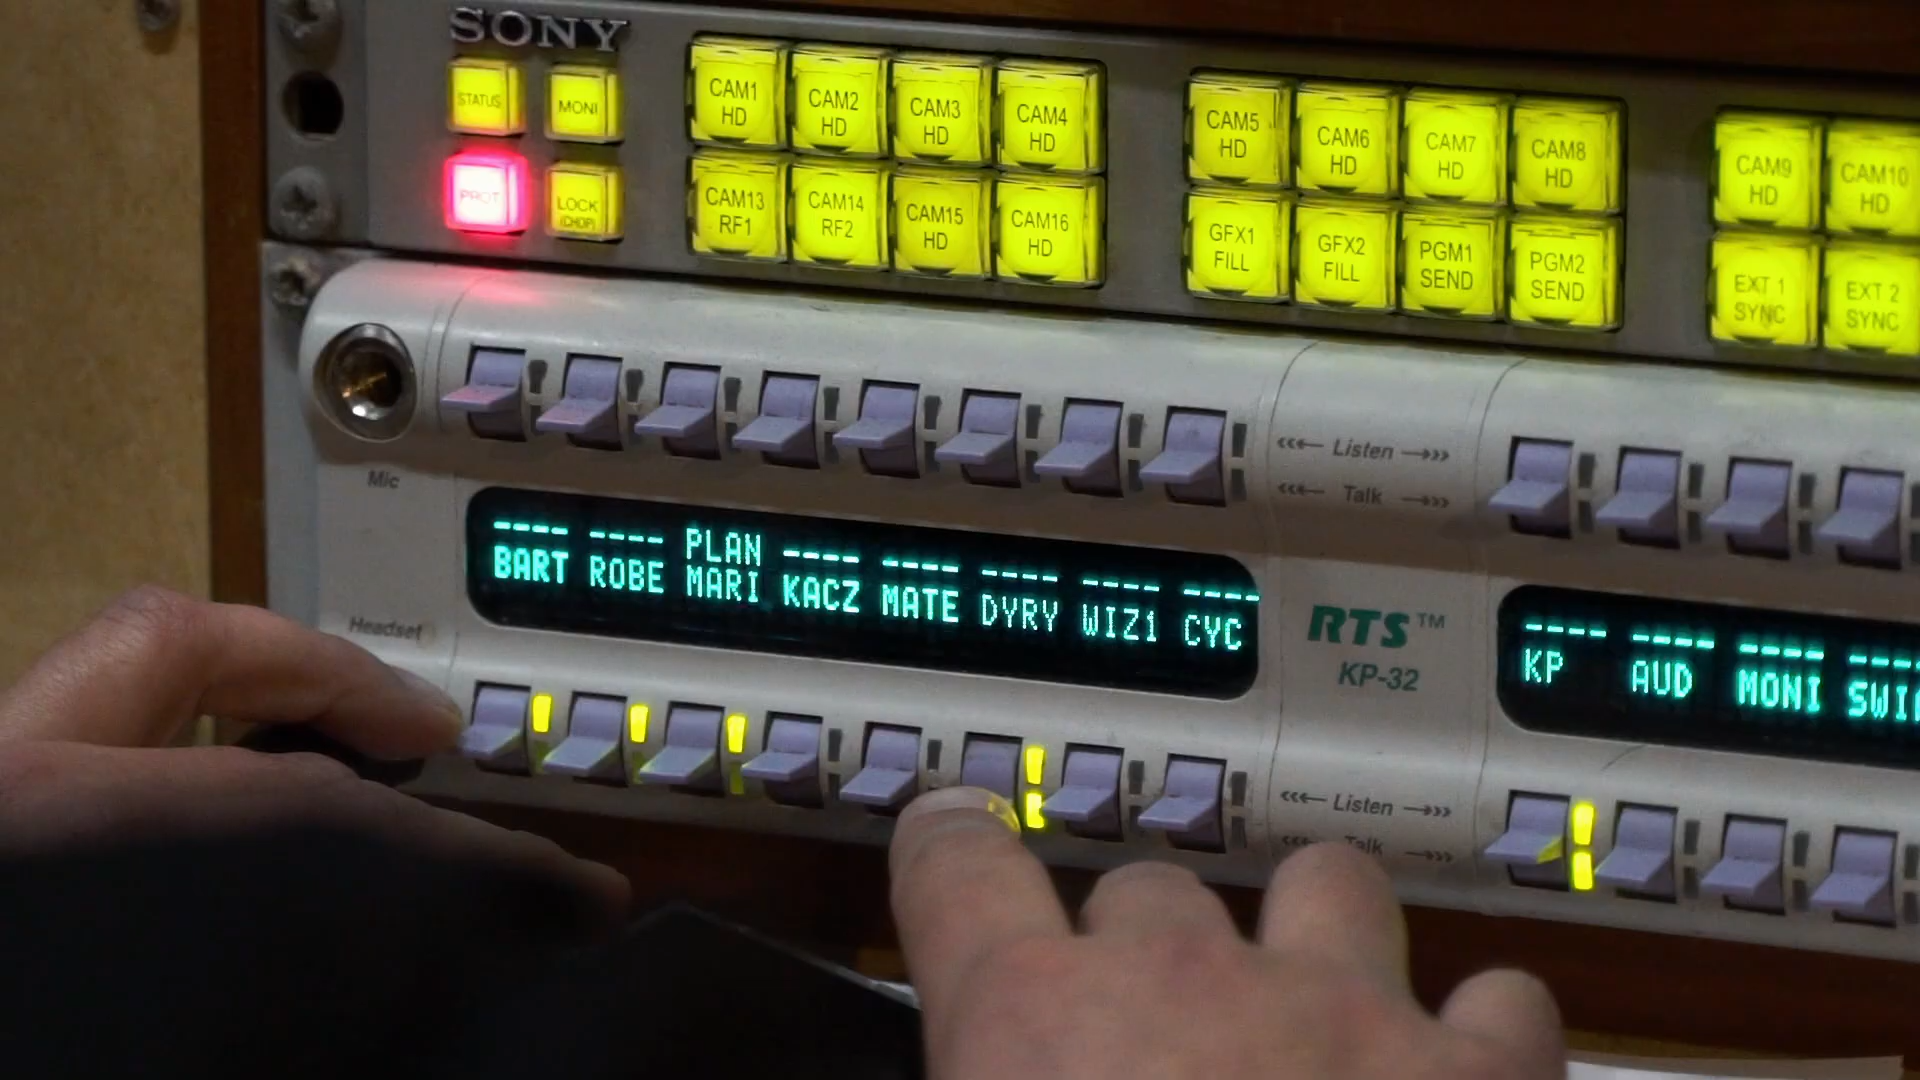 SONY
STATUS
MONI
CAM1 HD
CAM2 HD
CAM3 HD
CAM4 HD
CAM5 HD
CAM6 HD
CAM7 HD
CAM8 HD
CAM9 HD
CAM10 HD
PROT
LOCK (CHOP)
CAM13 RF1
CAM14 RF2
CAM15 HD
CAM16 HD
GFX1 FILL
GFX2 FILL
PGM1 SEND
PGM2 SEND
EXT 1 SYNC
EXT 2 SYNC
Mic
Listen
Talk
PLAN
BART ROBE MARI KACZ MATE DYRY WIZ1 CYC
RTS™
KP-32
KP AUD MONI
Headset
Listen
Talk